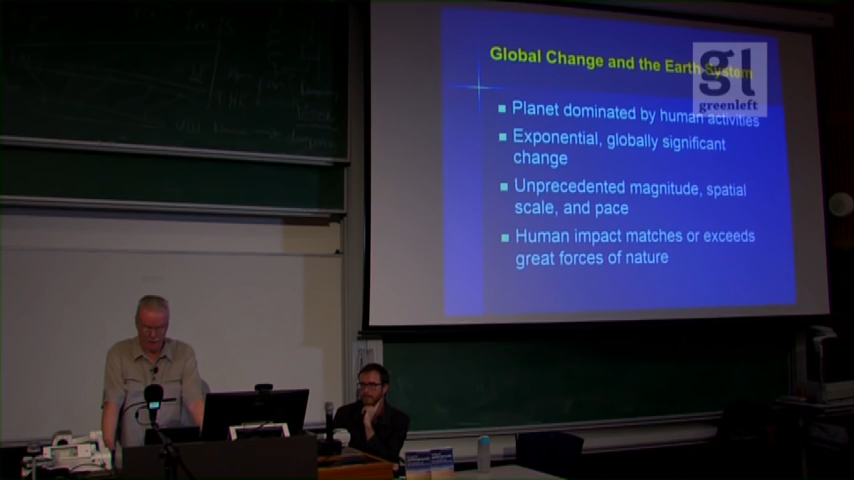 Global Change and the Earth System
gl
greenleft
Planet dominated by human activities
Exponential, globally significant
change
Unprecedented magnitude, spatial
scale, and pace
Human impact matches or exceeds
great forces of nature